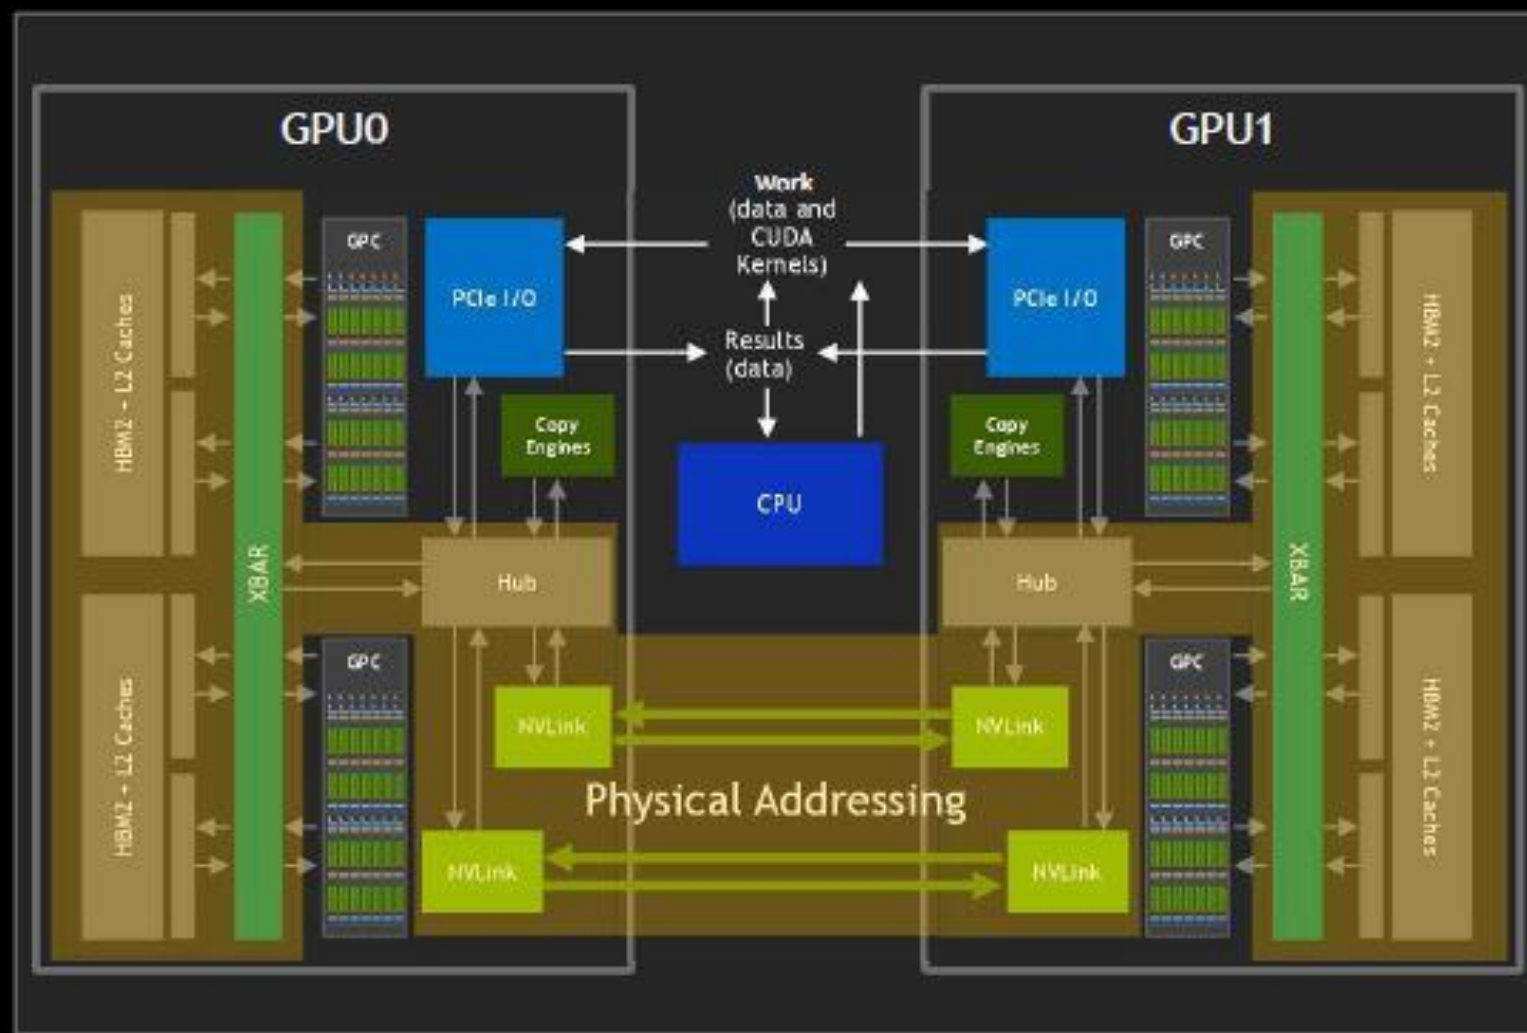 GPU0
GPU1
Work
(data and
CUDA
Kernels)
GPC
PCIe I/O
PCIe I/O
GPC
HBM2 + L2 Caches
Results
(data)
HBM2 + L2 Caches
Copy
Engines
Copy
Engines
CPU
XBAR
Hub
Hub
XBAR
GPC
GPC
HBM2 + L2 Caches
NVLink
NVLink
HBM2 + L2 Caches
Physical Addressing
NVLink
NVLink